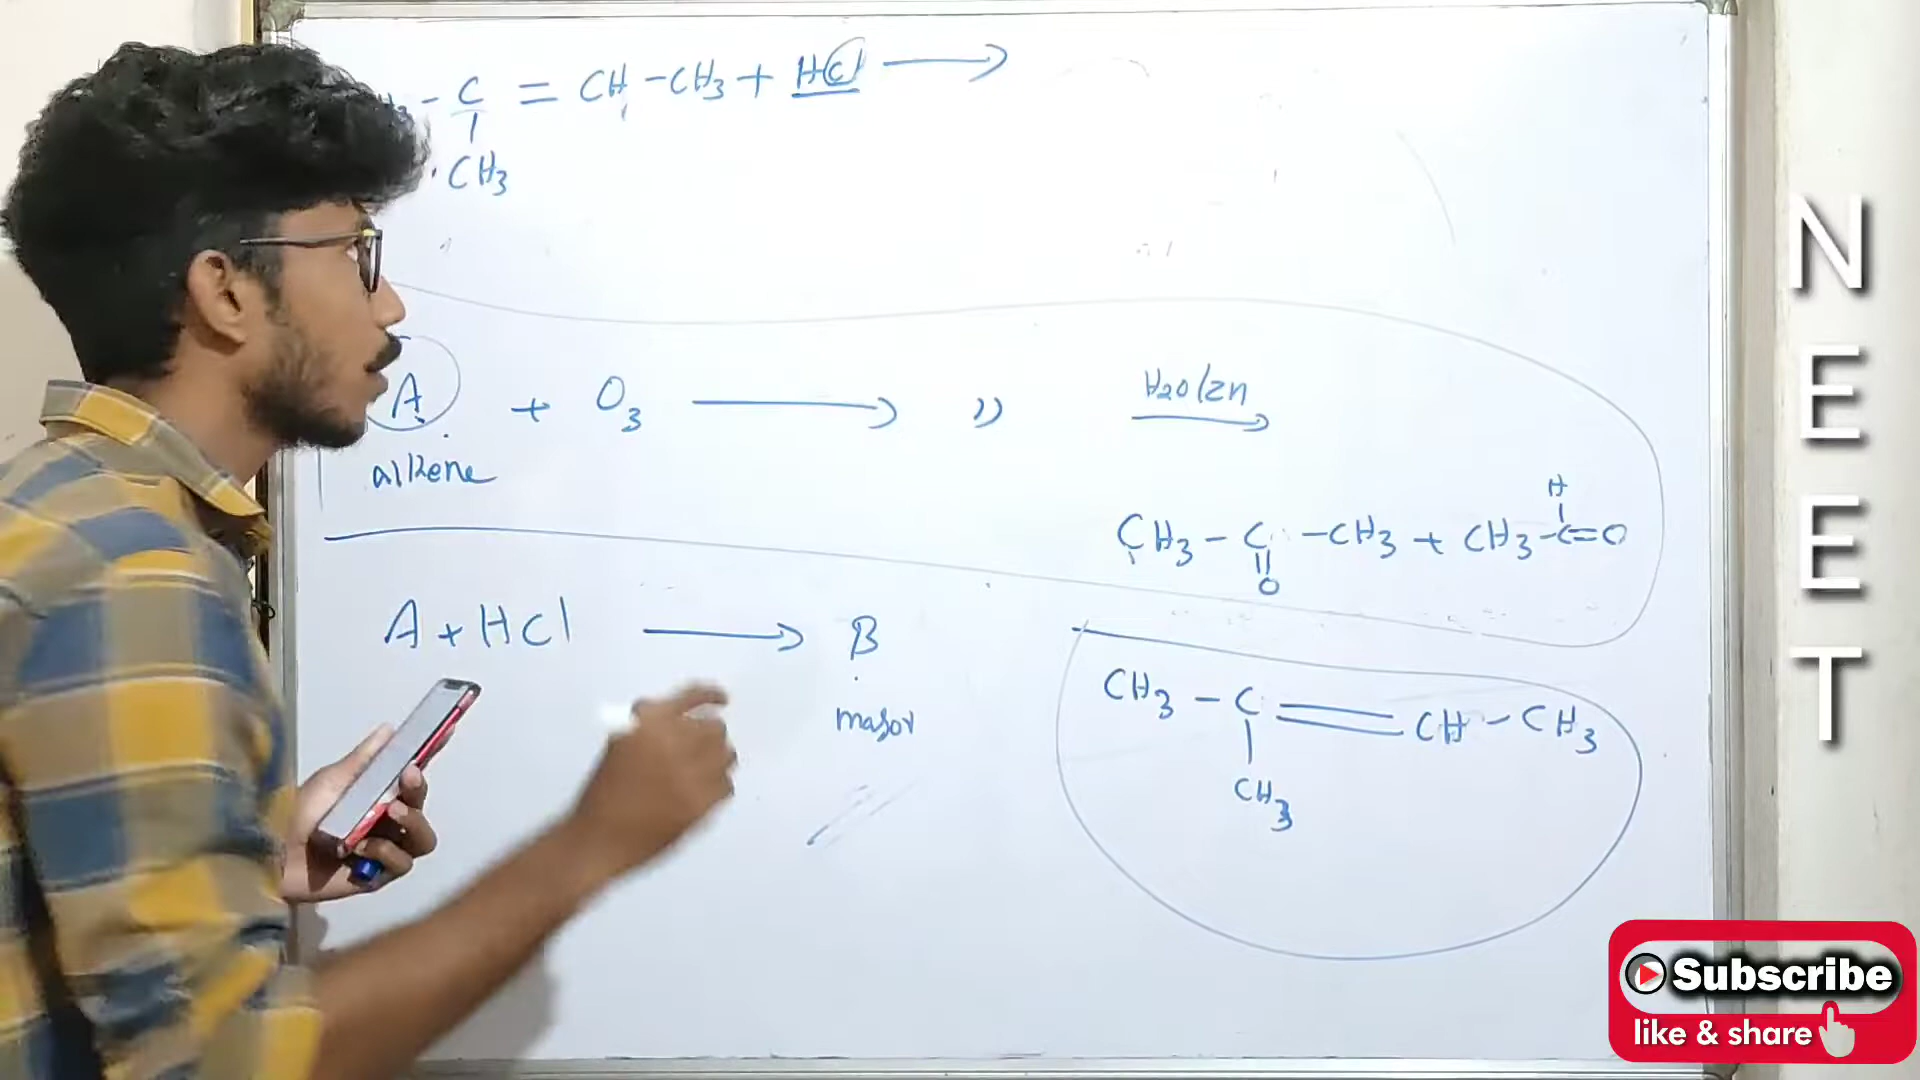 - C = CH - CH3 + HCl →
CH3
A + O3 → )) H2O/Zn →
alkene
H
CH3 - C - CH3 + CH3 - C = O
O
A + HCl → B
major
CH3 - C = CH - CH3
CH3
NEET
Subscribe
like & share